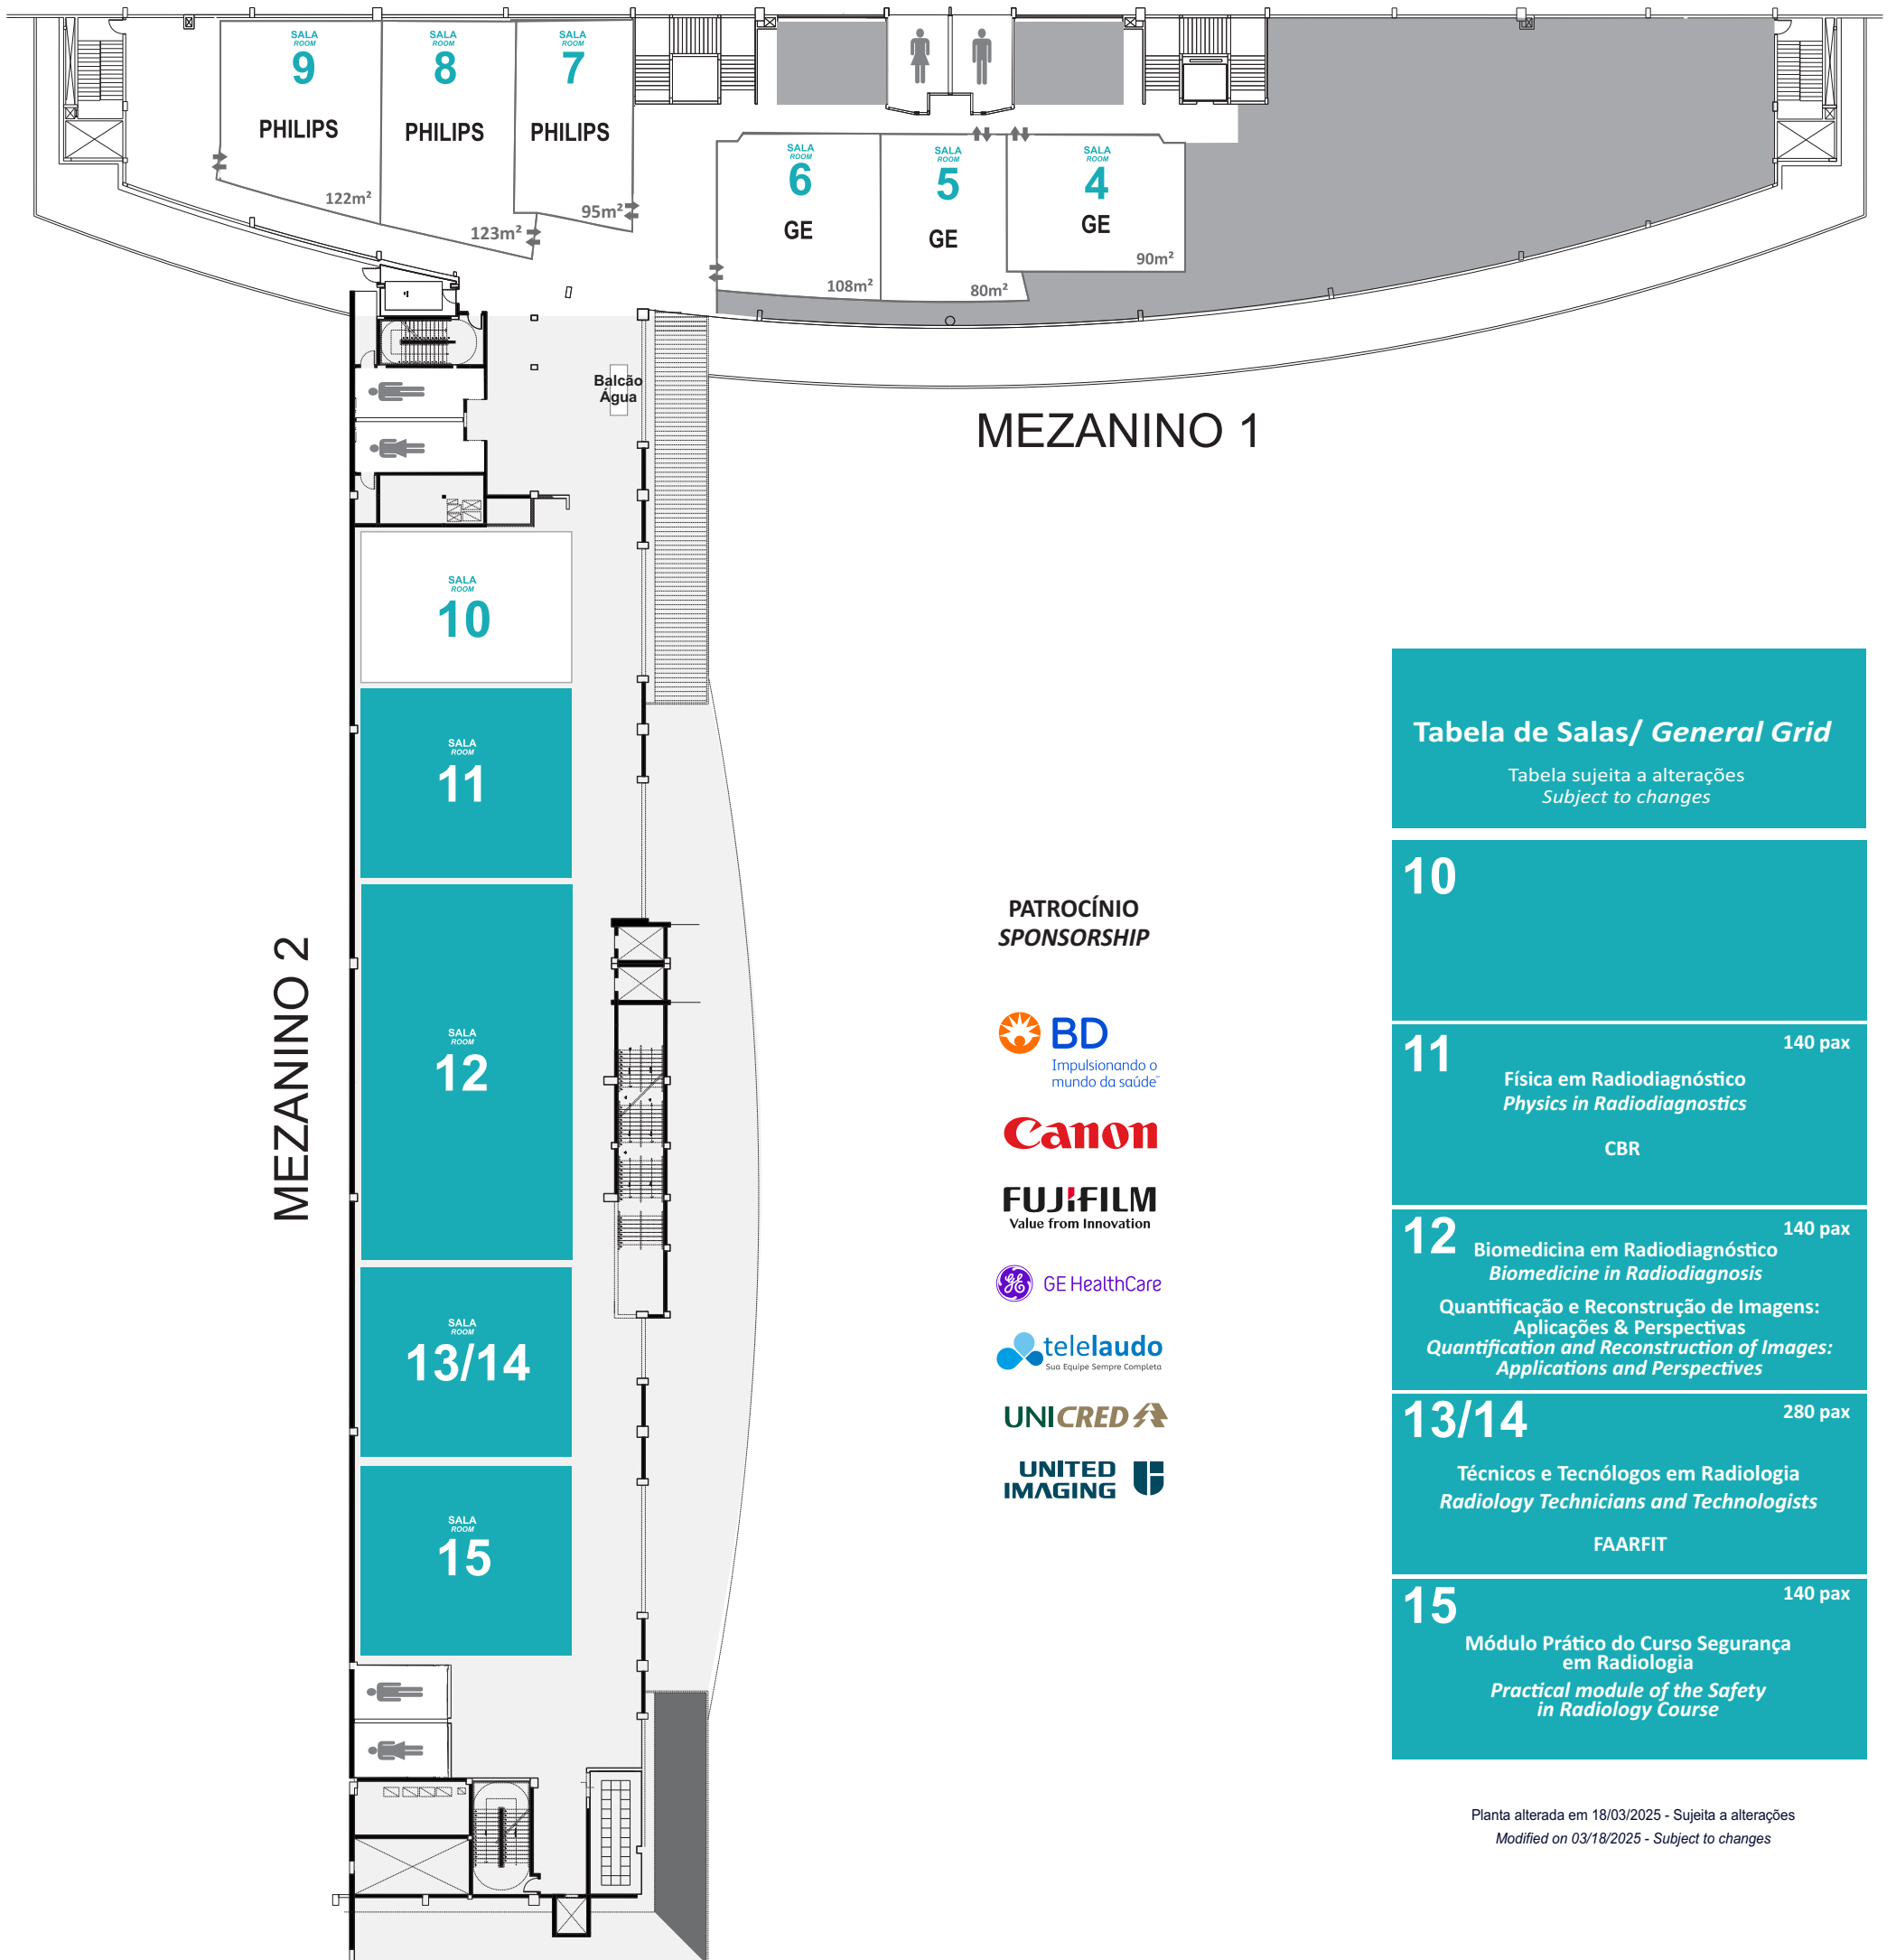 SALA
ROOM
9
PHILIPS
122m²
SALA
ROOM
8
PHILIPS
123m²
SALA
ROOM
7
PHILIPS
95m²
SALA
ROOM
6
GE
108m²
SALA
ROOM
5
GE
80m²
SALA
ROOM
4
GE
90m²
Balcão
Água
MEZANINO 1
SALA
ROOM
10
SALA
ROOM
11
SALA
ROOM
12
SALA
ROOM
13/14
SALA
ROOM
15
MEZANINO 2
PATROCÍNIO
SPONSORSHIP
BD
Impulsionando o
mundo da saúde™
Canon
FUJIFILM
Value from Innovation
GE HealthCare
telelaudo
Sua Equipe Sempre Completa
UNICRED
UNITED
IMAGING
Tabela de Salas/ General Grid
Tabela sujeita a alterações
Subject to changes
10
11
140 pax
Física em Radiodiagnóstico
Physics in Radiodiagnostics
CBR
12
140 pax
Biomedicina em Radiodiagnóstico
Biomedicine in Radiodiagnosis
Quantificação e Reconstrução de Imagens:
Aplicações & Perspectivas
Quantification and Reconstruction of Images:
Applications and Perspectives
13/14
280 pax
Técnicos e Tecnólogos em Radiologia
Radiology Technicians and Technologists
FAARFIT
15
140 pax
Módulo Prático do Curso Segurança
em Radiologia
Practical module of the Safety
in Radiology Course
Planta alterada em 18/03/2025 - Sujeita a alterações
Modified on 03/18/2025 - Subject to changes